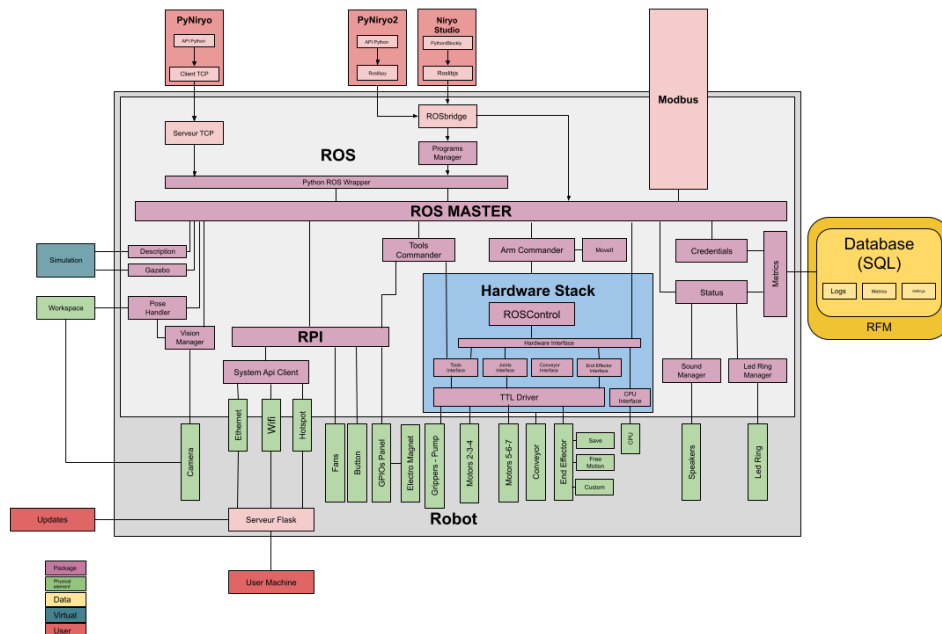 PyNiryo
API Python
Client TCP
PyNiryo2
API Python
Roslibpy
Niryo
Studio
Python/Blockly
Roslibjs
Modbus
Serveur TCP
ROSbridge
ROS
Programs
Manager
Python ROS Wrapper
ROS MASTER
Simulation
Description
Gazebo
Tools
Commander
Arm Commander
MoveIt
Credentials
Metrics
Status
Database
(SQL)
Logs
Metrics
Settings
RFM
Workspace
Pose
Handler
Vision
Manager
RPI
System Api Client
Hardware Stack
ROSControl
Hardware Interface
Tools
Interface
Joints
Interface
Conveyor
Interface
End Effector
Interface
TTL Driver
CPU
Interface
Sound
Manager
Led Ring
Manager
Ethernet
Wifi
Hotspot
Camera
Fans
Button
GPIOs Panel
Electro Magnet
Grippers - Pump
Motors 2-3-4
Motors 5-6-7
Conveyor
End Effector
Save
Free
Motion
Custom
CPU
Speakers
Led Ring
Updates
Serveur Flask
Robot
User Machine
Package
Physical
element
Data
Virtual
User